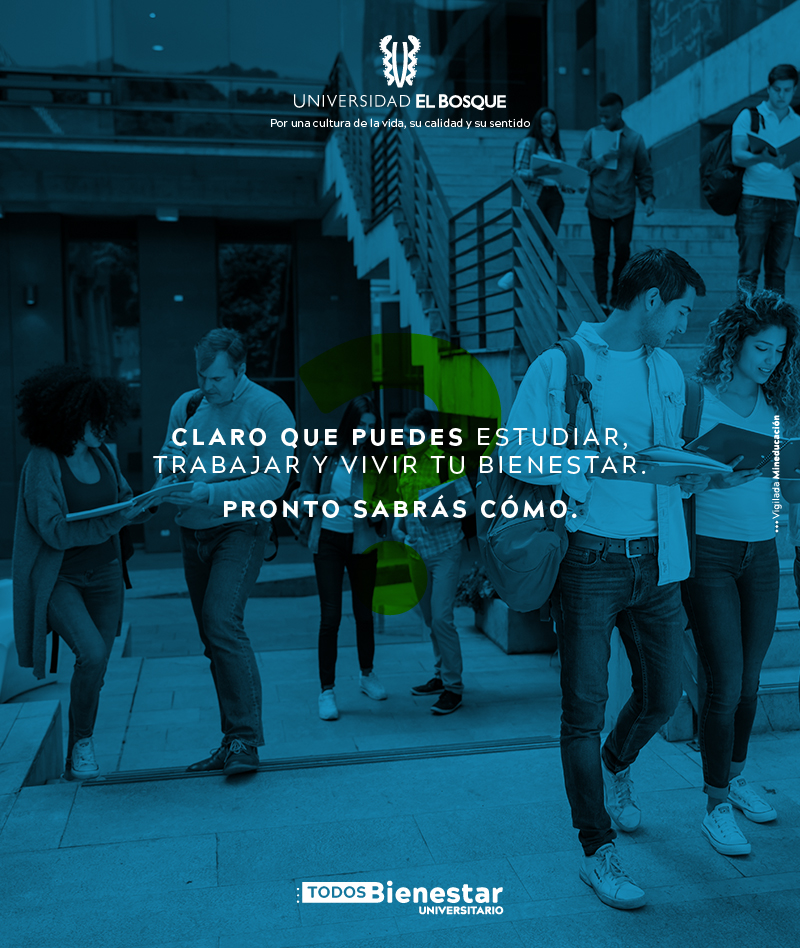 UNIVERSIDAD EL BOSQUE
Por una cultura de la vida, su calidad y su sentido
CLARO QUE PUEDES ESTUDIAR,
TRABAJAR Y VIVIR TU BIENESTAR.
PRONTO SABRÁS CÓMO.
Vigilada Mineducación
TODOS Bienestar
UNIVERSITARIO